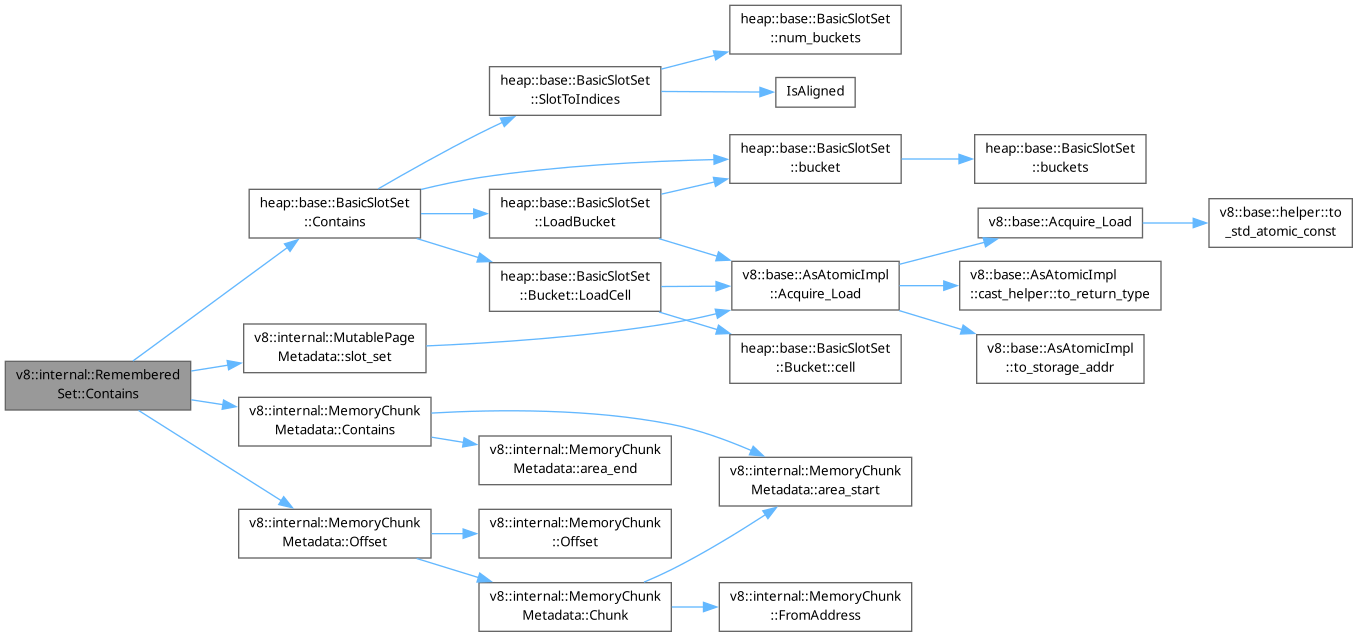 v8::internal::Remembered
Set::Contains
heap::base::BasicSlotSet
::Contains
heap::base::BasicSlotSet
::SlotToIndices
heap::base::BasicSlotSet
::num_buckets
IsAligned
heap::base::BasicSlotSet
::bucket
heap::base::BasicSlotSet
::buckets
heap::base::BasicSlotSet
::LoadBucket
heap::base::BasicSlotSet
::Bucket::LoadCell
v8::base::AsAtomicImpl
::Acquire_Load
v8::base::Acquire_Load
v8::base::helper::to
_std_atomic_const
v8::base::AsAtomicImpl
::cast_helper::to_return_type
v8::base::AsAtomicImpl
::to_storage_addr
heap::base::BasicSlotSet
::Bucket::cell
v8::internal::MutablePage
Metadata::slot_set
v8::internal::MemoryChunk
Metadata::Contains
v8::internal::MemoryChunk
Metadata::area_end
v8::internal::MemoryChunk
Metadata::area_start
v8::internal::MemoryChunk
Metadata::Offset
v8::internal::MemoryChunk
::Offset
v8::internal::MemoryChunk
Metadata::Chunk
v8::internal::MemoryChunk
::FromAddress